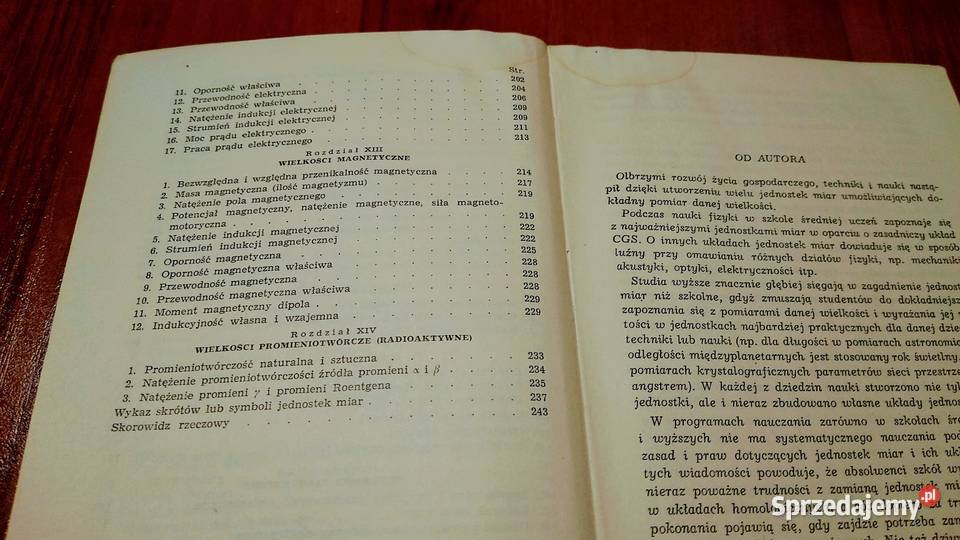 Str.
11. Oporność właściwa . . . . . . . . . . 202
12. Przewodność elektryczna . . . . . . . . . 204
13. Przewodność właściwa . . . . . . . . . . 206
14. Natężenie indukcji elektrycznej . . . . . . . 209
15. Strumień indukcji elektrycznej . . . . . . . 209
16. Moc prądu elektrycznego . . . . . . . . . 211
17. Praca prądu elektrycznego . . . . . . . . . 213
Rozdział XIII
WIELKOŚCI MAGNETYCZNE
1. Bezwzględna i względna przenikalność magnetyczna . . . . 214
2. Masa magnetyczna (ilość magnetyzmu) . . . . . . 217
3. Natężenie pola magnetycznego . . . . . . . . 219
4. Potencjał magnetyczny, natężenie magnetyczne, siła magneto-
motoryczna . . . . . . . . . . . . 219
5. Natężenie indukcji magnetycznej . . . . . . . 222
6. Strumień indukcji magnetycznej . . . . . . . 222
7. Oporność magnetyczna . . . . . . . . . . 225
8. Oporność magnetyczna właściwa . . . . . . . 228
9. Przewodność magnetyczna . . . . . . . . . 228
10. Przewodność magnetyczna właściwa . . . . . . 228
11. Moment magnetyczny dipola . . . . . . . . 229
12. Indukcyjność własna i wzajemna . . . . . . . 229
Rozdział XIV
WIELKOŚCI PROMIENIOTWÓRCZE (RADIOAKTYWNE)
1. Promieniotwórczość naturalna i sztuczna . . . . . . 233
2. Natężenie promieniotwórczości źródła promieni α i β . . . . 234
3. Natężenie promieni γ i promieni Roentgena . . . . . 235
Wykaz skrótów lub symboli jednostek miar . . . . . . . 237
Skorowidz rzeczowy . . . . . . . . . . . 243
OD AUTORA
Olbrzymi rozwój życia gospodarczego, techniki i nauki nastą-
pił dzięki utworzeniu wielu jednostek miar umożliwiających do-
kładny pomiar danej wielkości.
Podczas nauki fizyki w szkole średniej uczeń zapoznaje się
z najważniejszymi jednostkami miar w oparciu o zasadniczy układ
CGS. O innych układach jednostek miar dowiaduje się w sposób
luźny przy omawianiu różnych działów fizyki, np. mechaniki
akustyki, optyki, elektryczności itp.
Studia wyższe znacznie głębiej sięgają w zagadnienie jednost
miar niż szkolne, gdyż zmuszają studentów do dokładniejsz
zapoznania się z pomiarami danej wielkości i wyrażania jej w
tości w jednostkach najbardziej praktycznych dla danej dzie
techniki lub nauki (np. dla długości w pomiarach astronomic
odległości międzyplanetarnych jest stosowany rok świetlny,
pomiarach krystalograficznych parametrów sieci przestrze
angstrem). W każdej z dziedzin nauki stworzono nie tyl
jednostki, ale i nieraz zbudowano własne układy jednos
W programach nauczania zarówno w szkołach śre
i wyższych nie ma systematycznego nauczania pod
zasad i praw dotyczących jednostek miar i ich ukł
tych wiadomości powoduje, że absolwenci szkół w
nieraz poważne trudności z zamianą jednostek mi
w układach homolo
pokonania pojawią się, gdy zajdzie potrzeba zam
Nie też dziw
Sprzedajemy.pl